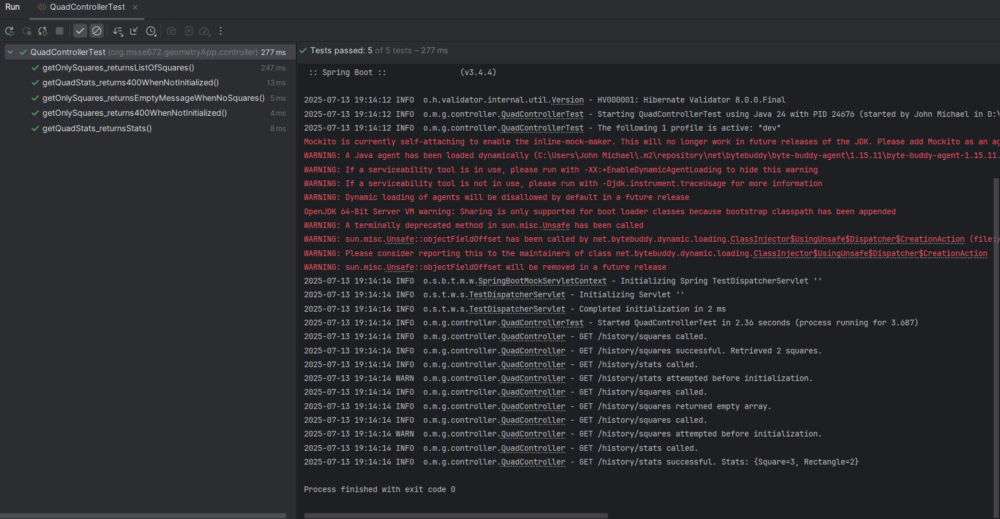 Run QuadControllerTest
QuadControllerTest (org.msse672.geometryApp.controller) 277 ms
getOnlySquares_returnsListOfSquares() 247 ms
getQuadStats_returns400WhenNotInitialized() 13 ms
getOnlySquares_returnsEmptyMessageWhenNoSquares() 5 ms
getOnlySquares_returns400WhenNotInitialized() 4 ms
getQuadStats_returnsStats() 8 ms
Tests passed: 5 of 5 tests – 277 ms
:: Spring Boot :: (v3.4.4)
2025-07-13 19:14:12 INFO o.h.validator.internal.util.Version - HV000001: Hibernate Validator 8.0.0.Final
2025-07-13 19:14:12 INFO o.m.g.controller.QuadControllerTest - Starting QuadControllerTest using Java 24 with PID 24676 (started by John Michael in D:\
2025-07-13 19:14:12 INFO o.m.g.controller.QuadControllerTest - The following 1 profile is active: "dev"
Mockito is currently self-attaching to enable the inline-mock-maker. This will no longer work in future releases of the JDK. Please add Mockito as an ag
WARNING: A Java agent has been loaded dynamically (C:\Users\John Michael\.m2\repository\net\bytebuddy\byte-buddy-agent\1.15.11\byte-buddy-agent-1.15.11.
WARNING: If a serviceability tool is in use, please run with -XX:+EnableDynamicAgentLoading to hide this warning
WARNING: If a serviceability tool is not in use, please run with -Djdk.instrument.traceUsage for more information
WARNING: Dynamic loading of agents will be disallowed by default in a future release
OpenJDK 64-Bit Server VM warning: Sharing is only supported for boot loader classes because bootstrap classpath has been appended
WARNING: A terminally deprecated method in sun.misc.Unsafe has been called
WARNING: sun.misc.Unsafe::objectFieldOffset has been called by net.bytebuddy.dynamic.loading.ClassInjector$UsingUnsafe$Dispatcher$CreationAction (file:/
WARNING: Please consider reporting this to the maintainers of class net.bytebuddy.dynamic.loading.ClassInjector$UsingUnsafe$Dispatcher$CreationAction
WARNING: sun.misc.Unsafe::objectFieldOffset will be removed in a future release
2025-07-13 19:14:14 INFO o.s.b.t.m.w.SpringBootMockServletContext - Initializing Spring TestDispatcherServlet ''
2025-07-13 19:14:14 INFO o.s.t.w.s.TestDispatcherServlet - Initializing Servlet ''
2025-07-13 19:14:14 INFO o.s.t.w.s.TestDispatcherServlet - Completed initialization in 2 ms
2025-07-13 19:14:14 INFO o.m.g.controller.QuadControllerTest - Started QuadControllerTest in 2.36 seconds (process running for 3.687)
2025-07-13 19:14:14 INFO o.m.g.controller.QuadController - GET /history/squares called.
2025-07-13 19:14:14 INFO o.m.g.controller.QuadController - GET /history/squares successful. Retrieved 2 squares.
2025-07-13 19:14:14 INFO o.m.g.controller.QuadController - GET /history/stats called.
2025-07-13 19:14:14 WARN o.m.g.controller.QuadController - GET /history/stats attempted before initialization.
2025-07-13 19:14:14 INFO o.m.g.controller.QuadController - GET /history/squares called.
2025-07-13 19:14:14 INFO o.m.g.controller.QuadController - GET /history/squares returned empty array.
2025-07-13 19:14:14 INFO o.m.g.controller.QuadController - GET /history/squares called.
2025-07-13 19:14:14 WARN o.m.g.controller.QuadController - GET /history/squares attempted before initialization.
2025-07-13 19:14:14 INFO o.m.g.controller.QuadController - GET /history/stats called.
2025-07-13 19:14:14 INFO o.m.g.controller.QuadController - GET /history/stats successful. Stats: {Square=3, Rectangle=2}
Process finished with exit code 0